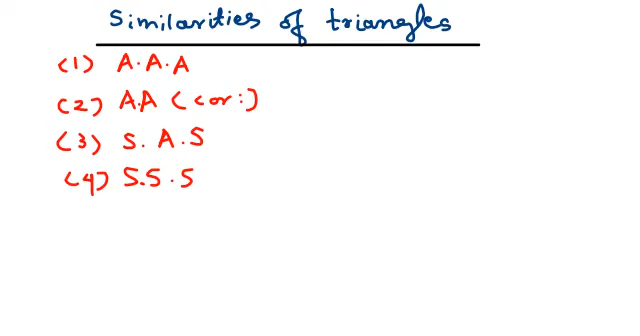 Similarities of triangles
(1) A.A.A
(2) A.A (cor:)
(3) S.A.S
(4) S.S.S